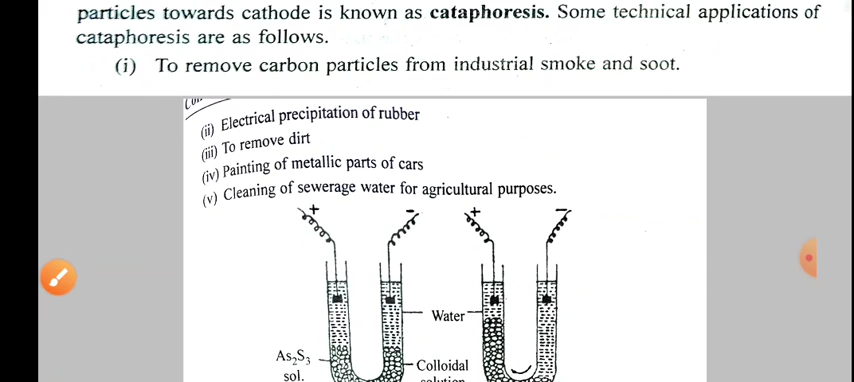 particles towards cathode is known as cataphoresis. Some technical applications of
cataphoresis are as follows.
(i) To remove carbon particles from industrial smoke and soot.
(ii) Electrical precipitation of rubber
(iii) To remove dirt
(iv) Painting of metallic parts of cars
(v) Cleaning of sewerage water for agricultural purposes.
+ − + −
Water
As₂S₃
sol.
Colloidal